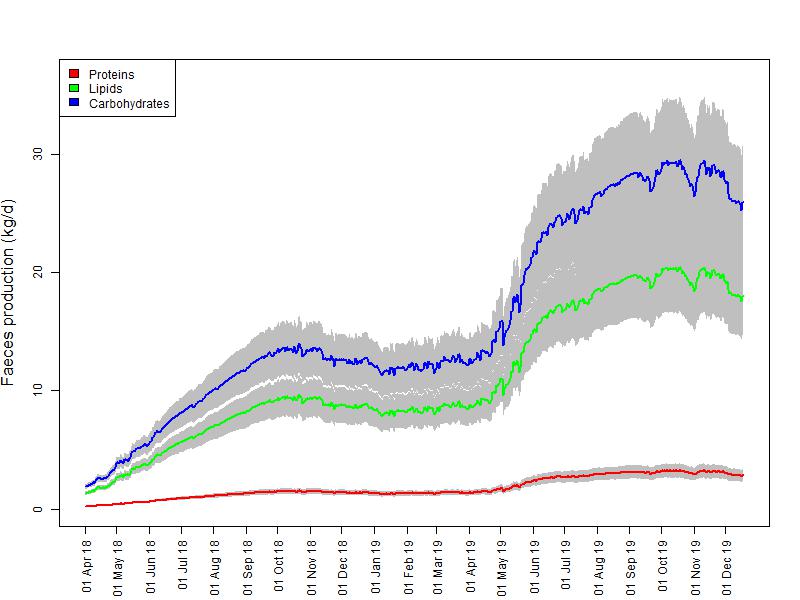 Proteins
Lipids
Carbohydrates
Faeces production (kg/d)
30
20
10
0
01 Apr 18
01 May 18
01 Jun 18
01 Jul 18
01 Aug 18
01 Sep 18
01 Oct 18
01 Nov 18
01 Dec 18
01 Jan 19
01 Feb 19
01 Mar 19
01 Apr 19
01 May 19
01 Jun 19
01 Jul 19
01 Aug 19
01 Sep 19
01 Oct 19
01 Nov 19
01 Dec 19